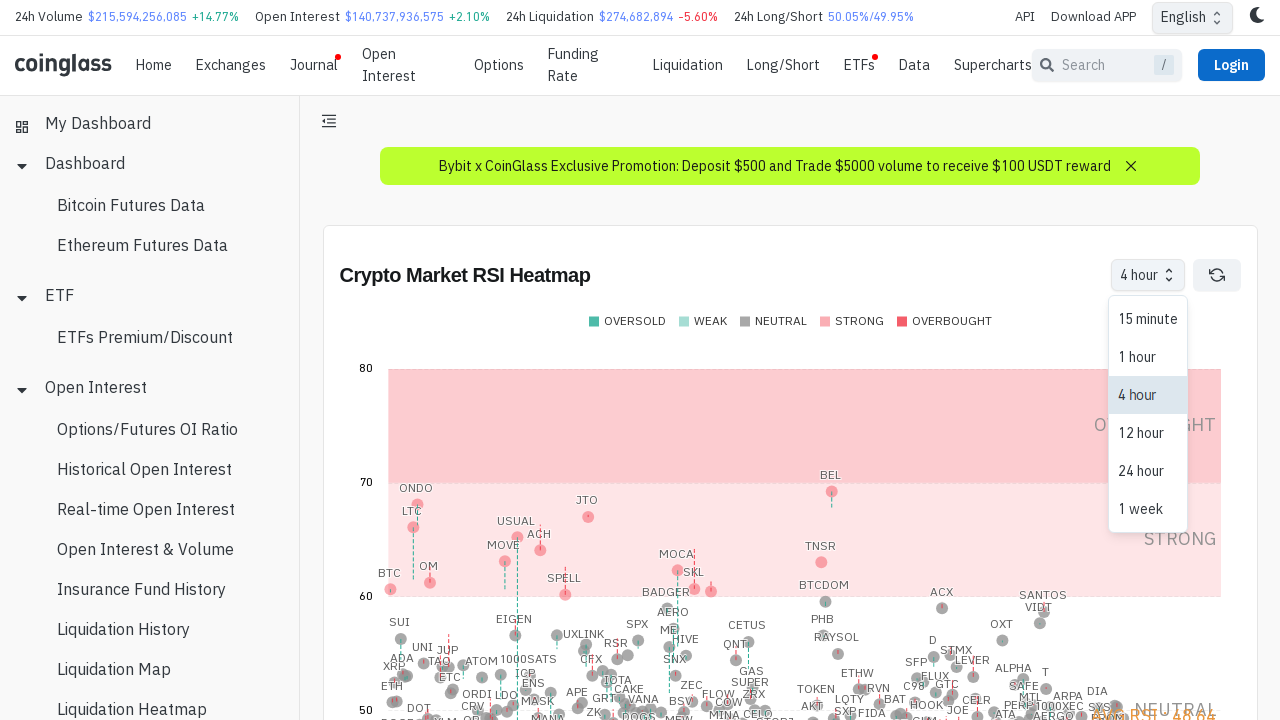 24h Volume $215,594,256,085 +14.77% Open Interest $140,737,936,575 +2.10% 24h Liquidation $274,682,894 -5.60% 24h Long/Short 50.05%/49.95% API Download APP English
coinglass Home Exchanges Journal Open Interest Options Funding Rate Liquidation Long/Short ETFs Data Supercharts Search / Login
My Dashboard
Dashboard
Bitcoin Futures Data
Ethereum Futures Data
ETF
ETFs Premium/Discount
Open Interest
Options/Futures OI Ratio
Historical Open Interest
Real-time Open Interest
Open Interest & Volume
Insurance Fund History
Liquidation History
Liquidation Map
Liquidation Heatmap
Bybit x CoinGlass Exclusive Promotion: Deposit $500 and Trade $5000 volume to receive $100 USDT reward
Crypto Market RSI Heatmap
4 hour
15 minute
1 hour
4 hour
12 hour
24 hour
1 week
OVERSOLD WEAK NEUTRAL STRONG OVERBOUGHT
80
70
BEL
ONDO
JTO
LTC
USUAL
ACH
STRONG
MOVE
TNSR
MOCA
OM
SKL
BTC
SPELL
BTCDOM
60
BADGER
ACX
SANTOS
VIDT
AERO
SUI
EIGEN
PHB
SPX
CETUS
OXT
ME
UXLINK
RAYSOL
HIVE
RSR
QNT
D
UNI
JUP
STMX
ADA
TAO
ATOM
1000SATS
CFX
SNX
SFP
LEVER
XRP
ETC
ICP
GAS
ETHW
FLUX
ALPHA
T
IOTA
SUPER
ETH
ENS
ZEC
TOKEN
RVN
C98
GTC
SAFE
CAKE
DIA
ORDI
LDO
APE
GRT
FLOW
ZRX
MTL
ARPA
MASK
VANA
BSV
COW
LQTY
BAT
HOOK
CELR
DOT
CRV
ZK
AKT
JOE
SYS
50
MANA
DOGS
MINA
FIDA
ATA
AERGO
NEUTRAL